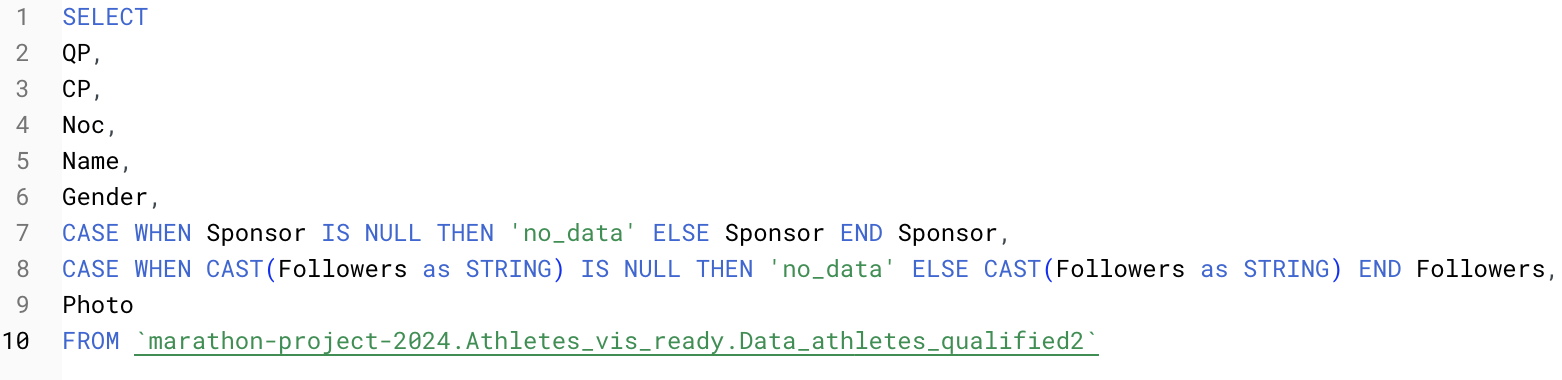 1 SELECT
2 QP,
3 CP,
4 Noc,
5 Name,
6 Gender,
7 CASE WHEN Sponsor IS NULL THEN 'no_data' ELSE Sponsor END Sponsor,
8 CASE WHEN CAST(Followers as STRING) IS NULL THEN 'no_data' ELSE CAST(Followers as STRING) END Followers,
9 Photo
10 FROM `marathon-project-2024.Athletes_vis_ready.Data_athletes_qualified2`